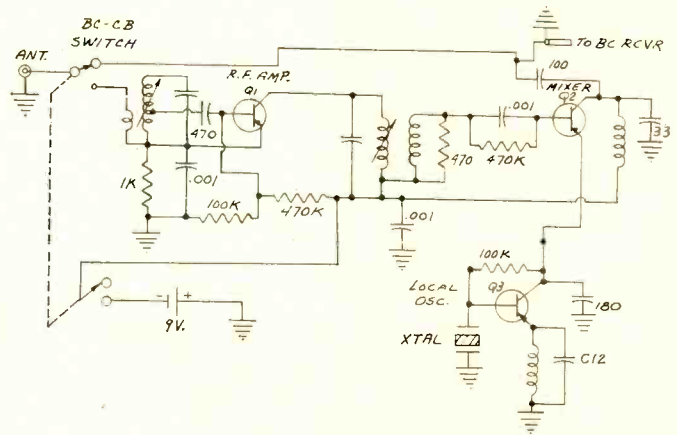 BC-CB
SWITCH
ANT.
TO BC RCVR
R.F. AMP.
Q1
100
MIXER
Q2
.001
33
470
470
470K
1K
.001
100K
470K
.001
100K
LOCAL
OSC.
Q3
180
XTAL
C12
- +
9V.